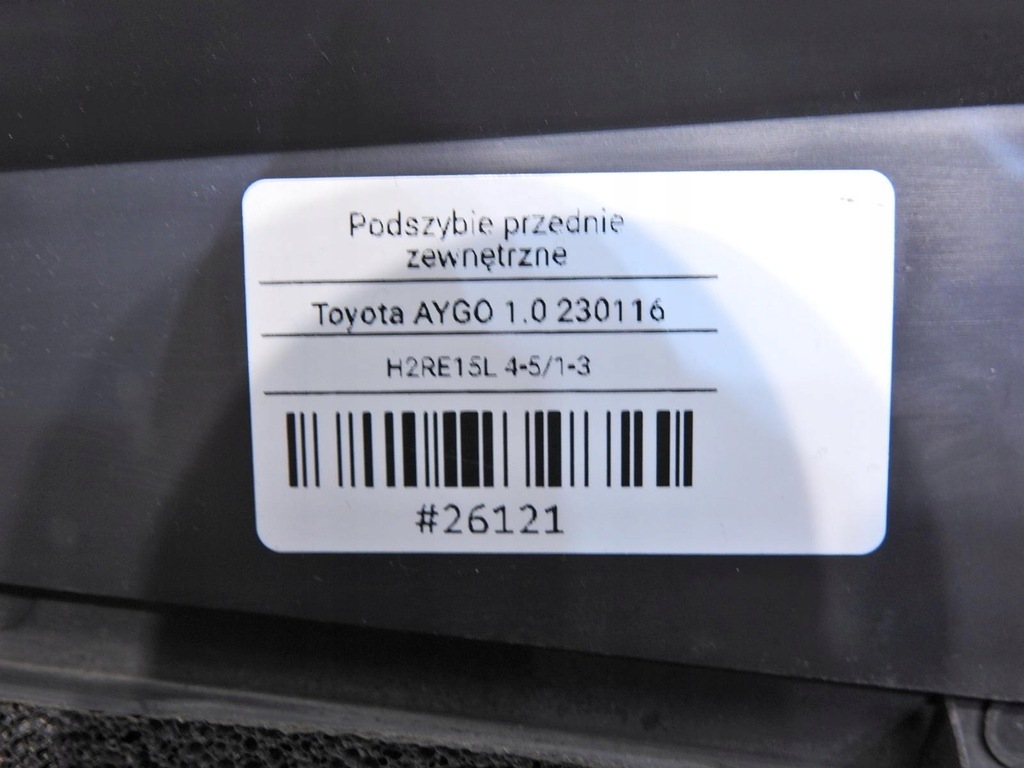 Podszybie przednie
zewnętrzne
Toyota AYGO 1.0 230116
H2RE15L 4-5/1-3
#26121